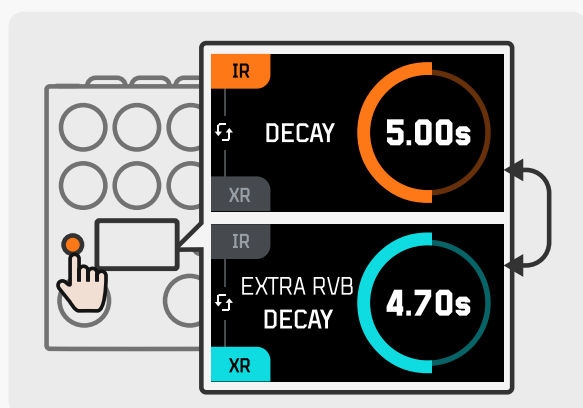 IR
DECAY
5.00s
XR
IR
EXTRA RVB
DECAY
4.70s
XR